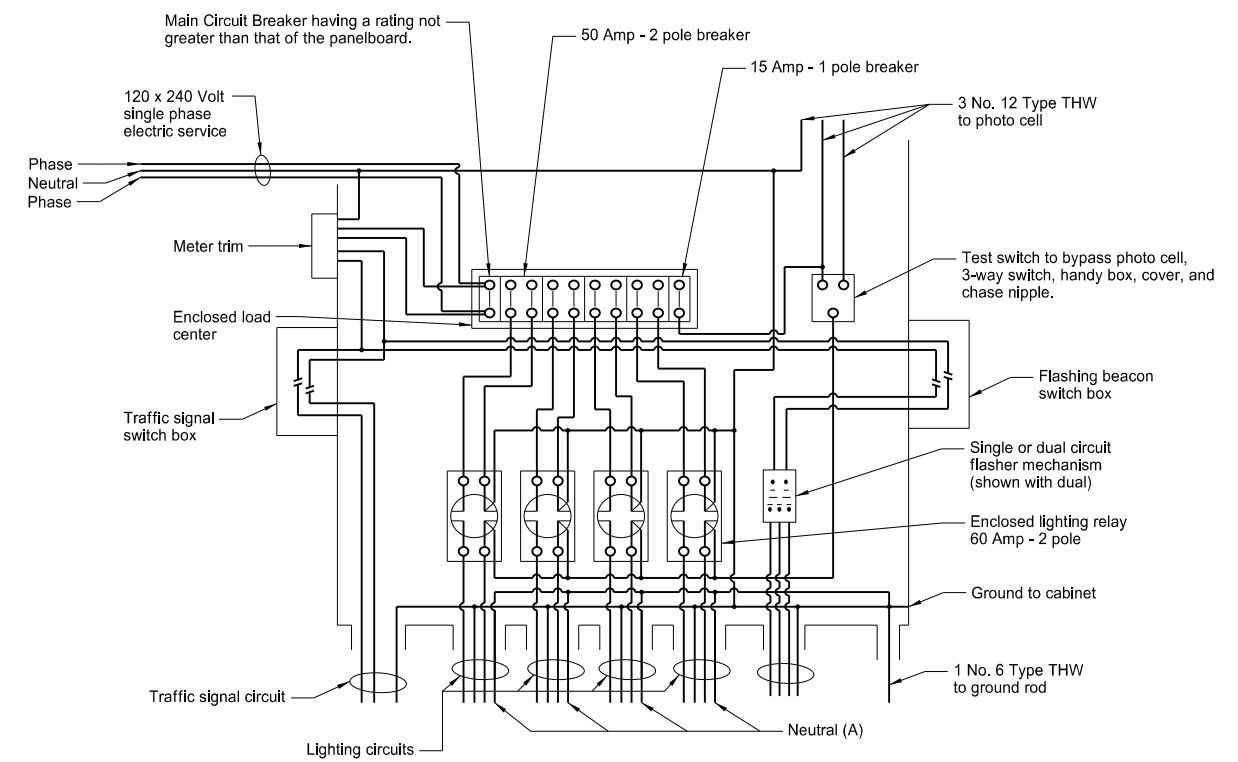 Main Circuit Breaker having a rating not
greater than that of the panelboard.
50 Amp - 2 pole breaker
15 Amp - 1 pole breaker
120 x 240 Volt
single phase
electric service
3 No. 12 Type THW
to photo cell
Phase
Neutral
Phase
Meter trim
Test switch to bypass photo cell,
3-way switch, handy box, cover, and
chase nipple.
Enclosed load
center
Flashing beacon
switch box
Traffic signal
switch box
Single or dual circuit
flasher mechanism
(shown with dual)
Enclosed lighting relay
60 Amp - 2 pole
Ground to cabinet
1 No. 6 Type THW
to ground rod
Traffic signal circuit
Neutral (A)
Lighting circuits